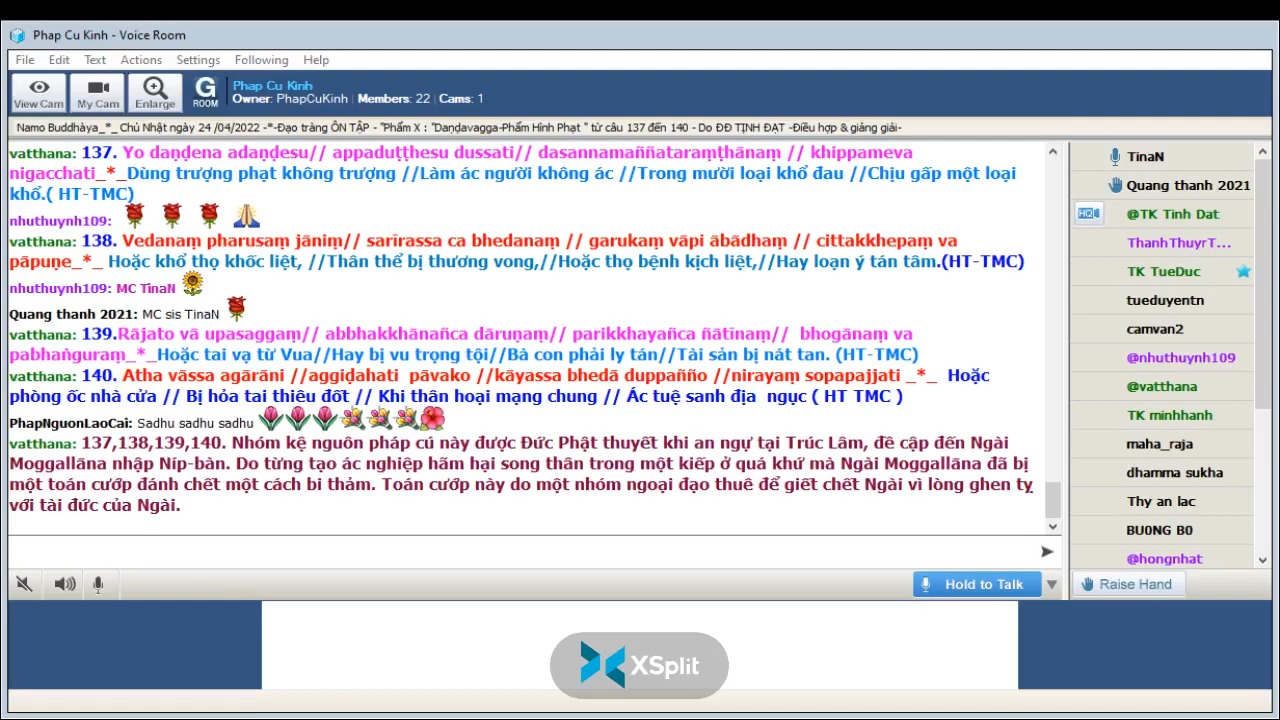 Phap Cu Kinh - Voice Room
File Edit Text Actions Settings Following Help
View Cam My Cam Enlarge G ROOM
Phap Cu Kinh
Owner: PhapCuKinh | Members: 22 | Cams: 1
Namo Buddhàya_*_ Chủ Nhật ngày 24 /04/2022 -*-Đạo tràng ÔN TẬP - "Phẩm X : "Daṇḍavagga-Phẩm Hình Phạt " từ câu 137 đến 140 - Do ĐĐ TỊNH ĐẠT -Điều hợp & giảng giải-
vatthana: 137. Yo daṇḍena adaṇḍesu// appaduṭṭhesu dussati// dasannamaññataraṃṭhānaṃ // khippameva
nigacchati_*_Dùng trượng phạt không trượng //Làm ác người không ác //Trong mười loại khổ đau //Chịu gấp một loại
khổ.( HT-TMC)
nhuthuynh109:
vatthana: 138. Vedanaṃ pharusaṃ jāniṃ// sarīrassa ca bhedanaṃ // garukaṃ vāpi ābādhaṃ // cittakkhepaṃ va
pāpuṇe_*_ Hoặc khổ thọ khốc liệt, //Thân thể bị thương vong,//Hoặc thọ bệnh kịch liệt,//Hay loạn ý tán tâm.(HT-TMC)
nhuthuynh109: MC TinaN
Quang thanh 2021: MC sis TinaN
vatthana: 139.Rājato vā upasaggaṃ// abbhakkhānañca dāruṇaṃ// parikkhayañca ñātīnaṃ// bhogānaṃ va
pabhaṅguraṃ_*_Hoặc tai vạ từ Vua//Hay bị vu trọng tội//Bà con phải ly tán//Tài sản bị nát tan. (HT-TMC)
vatthana: 140. Atha vāssa agārāni //aggiḍahati pāvako //kāyassa bhedā duppañño //nirayaṃ sopapajjati _*_ Hoặc
phòng ốc nhà cửa // Bị hỏa tai thiêu đốt // Khi thân hoại mạng chung // Ác tuệ sanh địa ngục ( HT TMC )
PhapNguonLaoCai: Sadhu sadhu sadhu
vatthana: 137,138,139,140. Nhóm kệ nguôn pháp cú này được Đức Phật thuyết khi an ngự tại Trúc Lâm, đề cập đến Ngài
Moggallāna nhập Níp-bàn. Do từng tạo ác nghiệp hãm hại song thân trong một kiếp ở quá khứ mà Ngài Moggallāna đã bị
một toán cướp đánh chết một cách bi thảm. Toán cướp này do một nhóm ngoại đạo thuê để giết chết Ngài vì lòng ghen tỵ
với tài đức của Ngài.
TinaN
Quang thanh 2021
HQ @TK Tinh Dat
ThanhThuyrT...
TK TueDuc
tueduyentn
camvan2
@nhuthuynh109
@vatthana
TK minhhanh
maha_raja
dhamma sukha
Thy an lac
BU0NG B0
@hongnhat
Hold to Talk
Raise Hand
XSplit